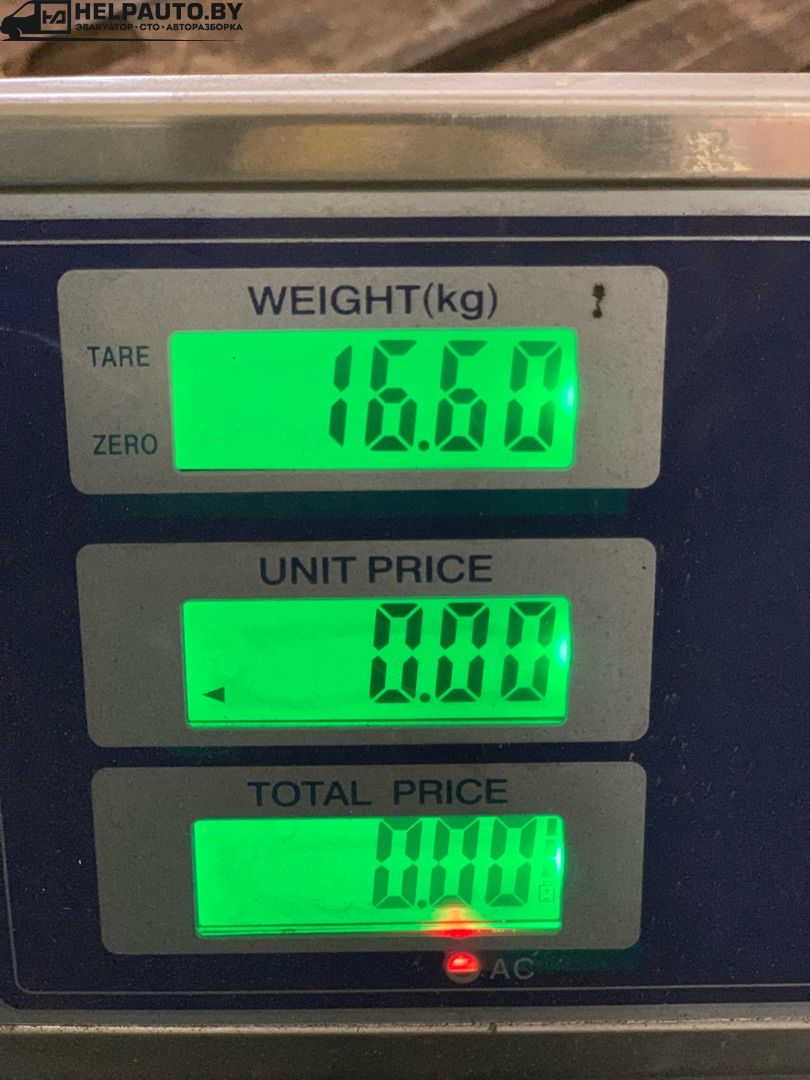 HELPAUTO.BY
ЭВАКУАТОР · СТО · АВТОРАЗБОРКА
WEIGHT(kg)
TARE
16.60
ZERO
UNIT PRICE
0.00
TOTAL PRICE
0.00
AC